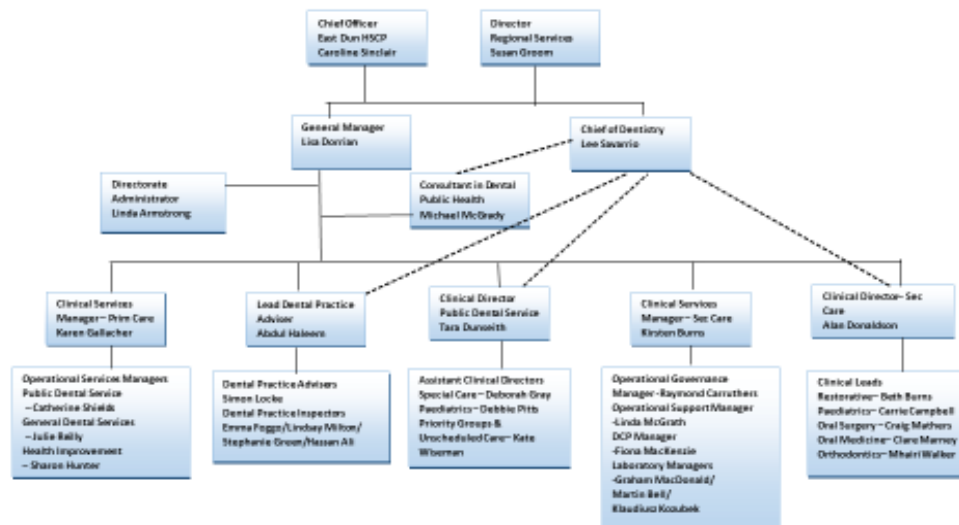 Chief Officer
East Dun HSCP
Caroline Sinclair
Director
Regional Services
Susan Groom
General Manager
Lisa Dorrian
Chief of Dentistry
Lee Savarrio
Directorate
Administrator
Linda Armstrong
Consultant in Dental
Public Health
Michael McGrady
Clinical Services
Manager– Prim Care
Karen Gallacher
Lead Dental Practice
Adviser
Abdul Haleem
Clinical Director
Public Dental Service
Tara Dunseith
Clinical Services
Manager– Sec Care
Kirsten Burns
Clinical Director– Sec
Care
Alan Donaldson
Operational Services Managers
Public Dental Service
– Catherine Shields
General Dental Services
– Julie Reilly
Health Improvement
– Sharon Hunter
Dental Practice Advisers
Simon Locke
Dental Practice Inspectors
Emma Foggo/Lindsay Milton/
Stephanie Green/Hassan Ali
Assistant Clinical Directors
Special Care– Deborah Gray
Paediatrics– Debbie Pitts
Priority Groups &
Unscheduled Care– Kate
Wiseman
Operational Governance
Manager-Raymond Carruthers
Operational Support Manager
-Linda McGrath
DCP Manager
-Fiona MacKenzie
Laboratory Managers
-Graham MacDonald/
Martin Bell/
Klaudiusz Kozubek
Clinical Leads
Restorative– Beth Burns
Paediatrics– Carrie Campbell
Oral Surgery– Craig Mathers
Oral Medicine– Clare Marney
Orthodontics– Mhairi Walker